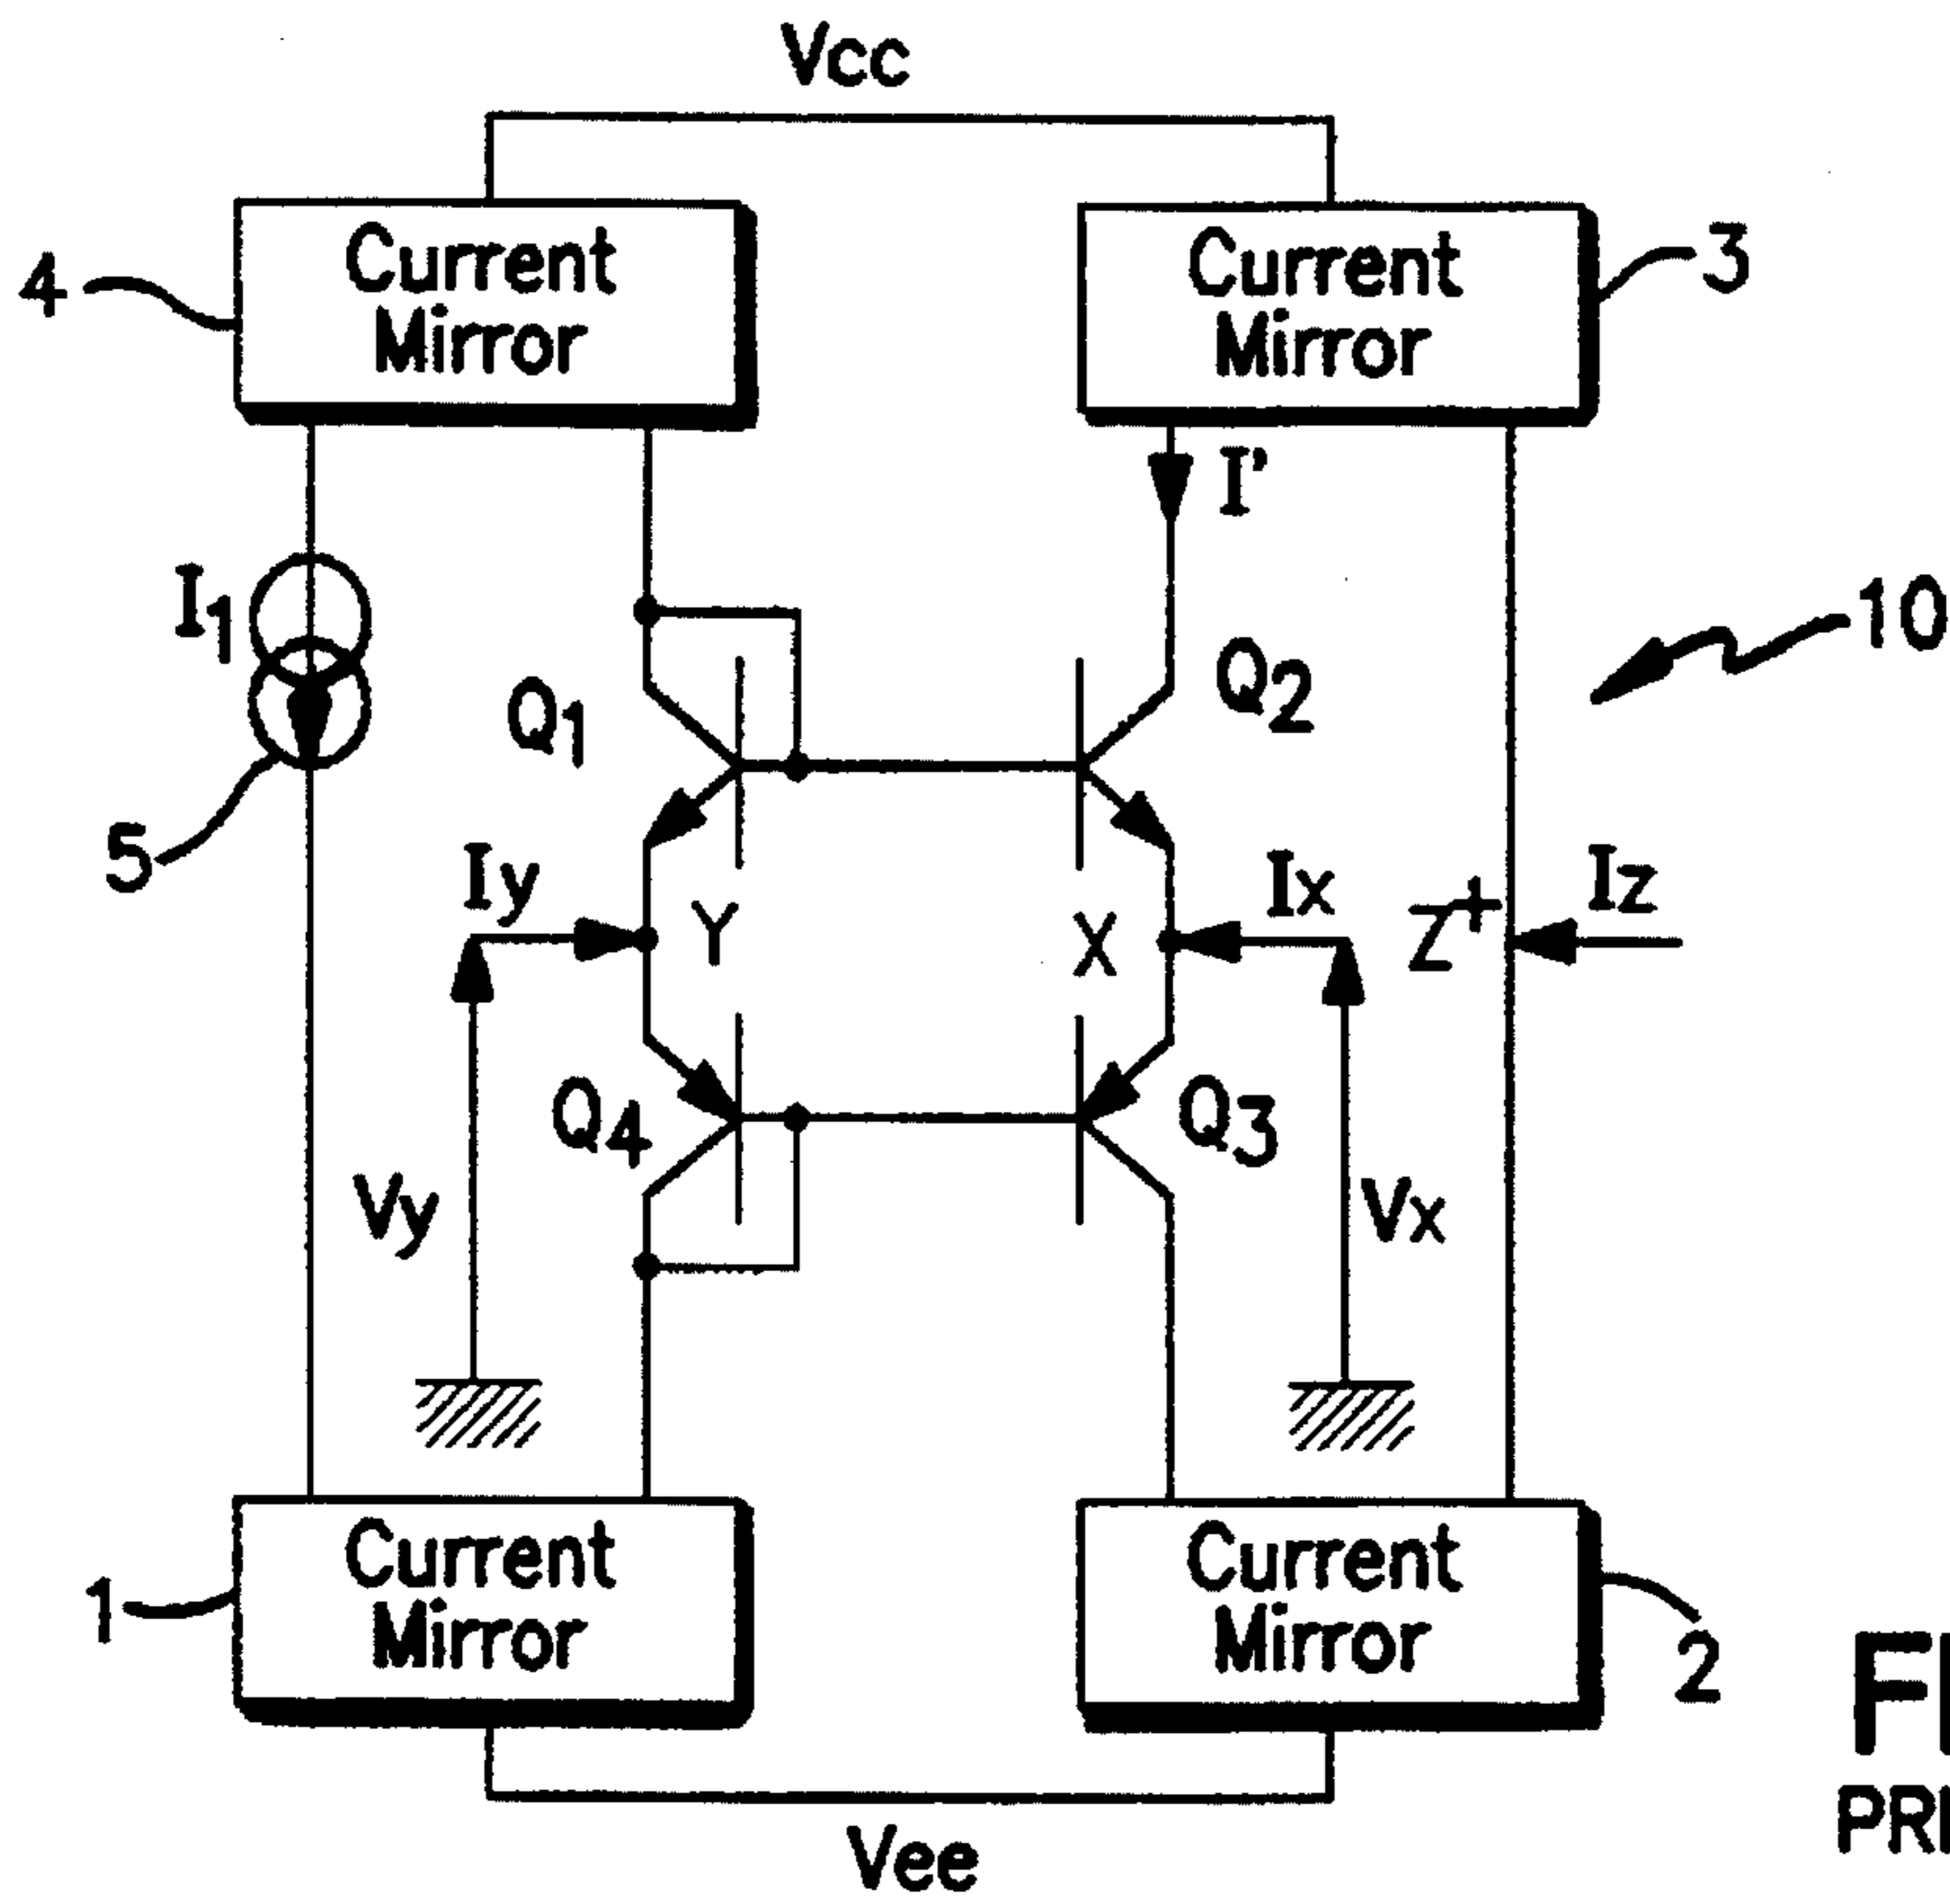 Vcc
4
Current
Mirror
Current
Mirror
3
I'
I1
Q1
Q2
10
5
Iy
Y
X
Ix
Z+
Iz
Q4
Q3
Vy
Vx
1
Current
Mirror
Current
Mirror
2
Vee